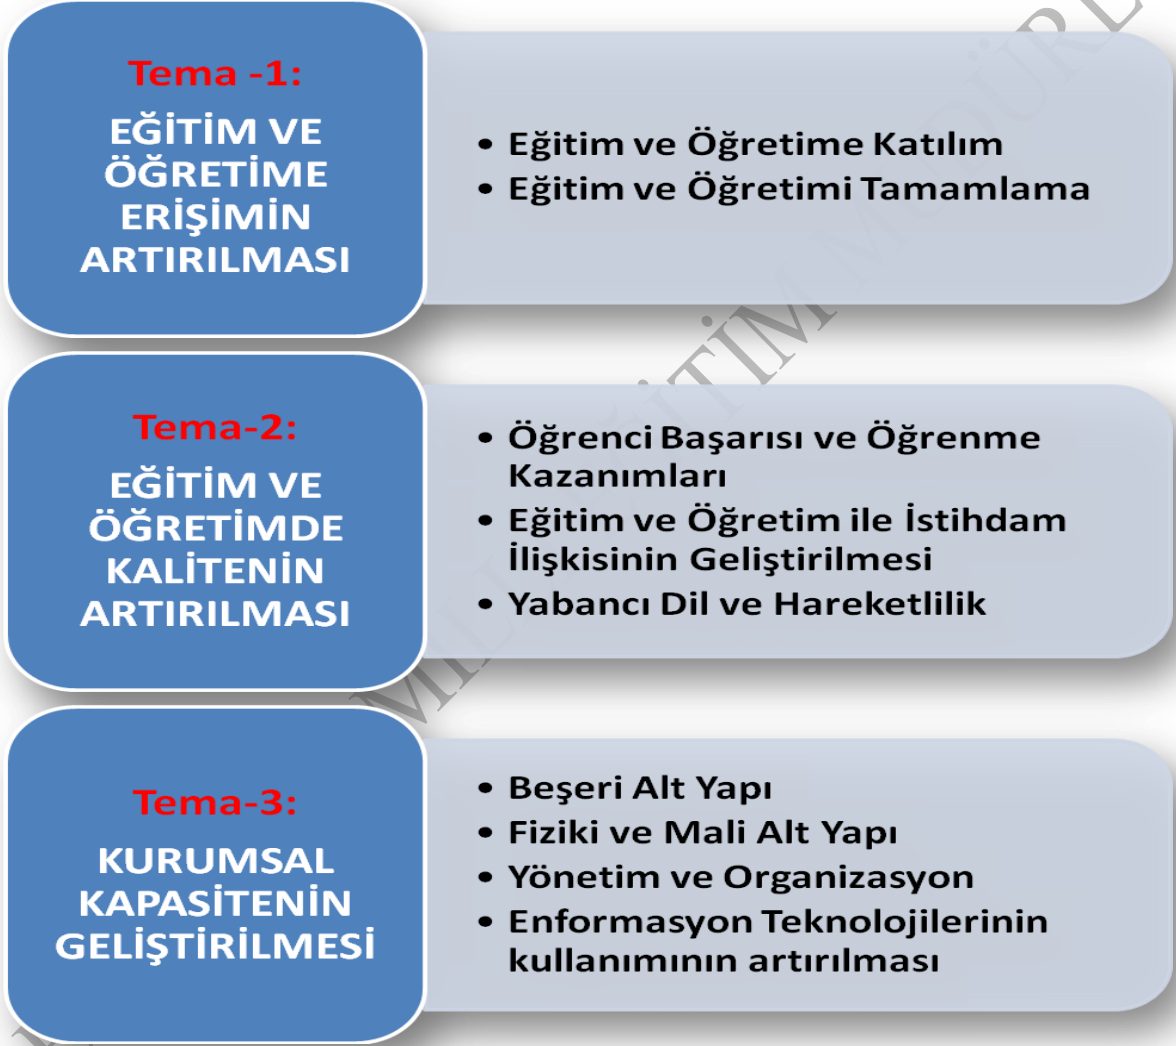 Tema -1:
EĞİTİM VE
ÖĞRETİME
ERİŞİMİN
ARTIRILMASI
• Eğitim ve Öğretime Katılım
• Eğitim ve Öğretimi Tamamlama
Tema-2:
EĞİTİM VE
ÖĞRETİMDE
KALİTENİN
ARTIRILMASI
• Öğrenci Başarısı ve Öğrenme
Kazanımları
• Eğitim ve Öğretim ile İstihdam
İlişkisinin Geliştirilmesi
• Yabancı Dil ve Hareketlilik
Tema-3:
KURUMSAL
KAPASİTENİN
GELİŞTİRİLMESİ
• Beşeri Alt Yapı
• Fiziki ve Mali Alt Yapı
• Yönetim ve Organizasyon
• Enformasyon Teknolojilerinin
kullanımının artırılması